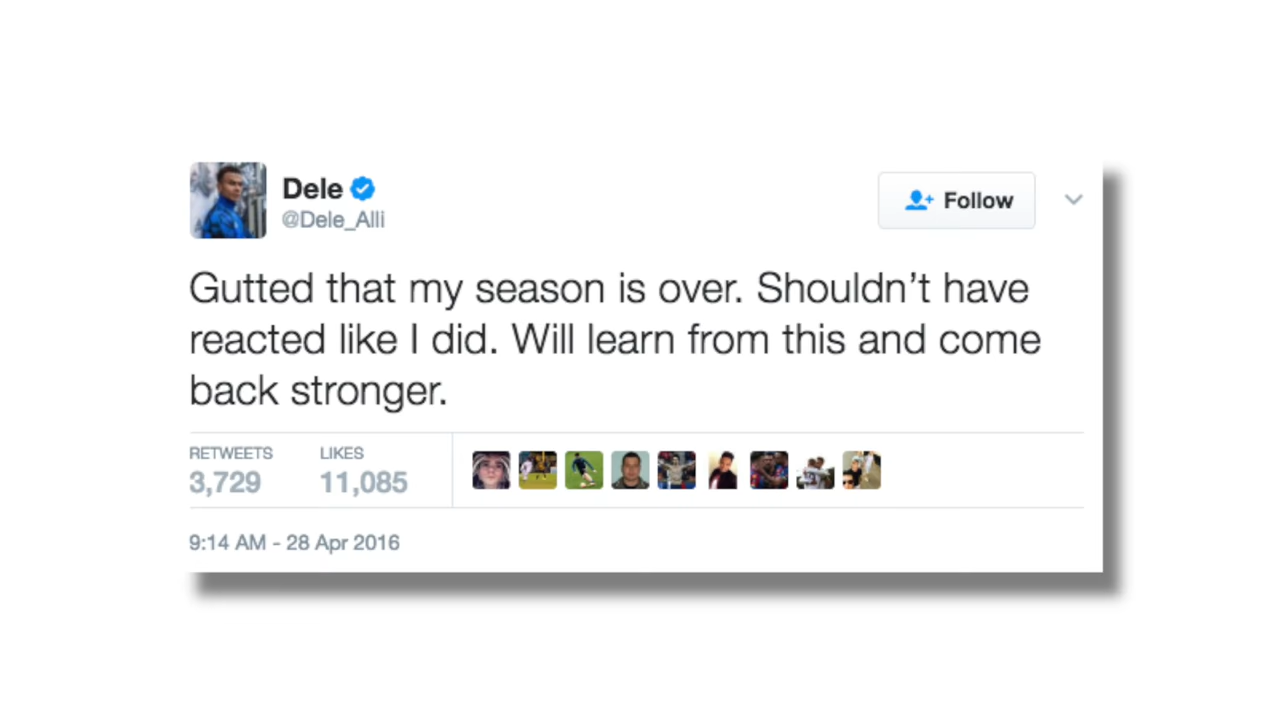 Dele
@Dele_Alli
Follow
Gutted that my season is over. Shouldn’t have
reacted like I did. Will learn from this and come
back stronger.
RETWEETS LIKES
3,729 11,085
9:14 AM - 28 Apr 2016